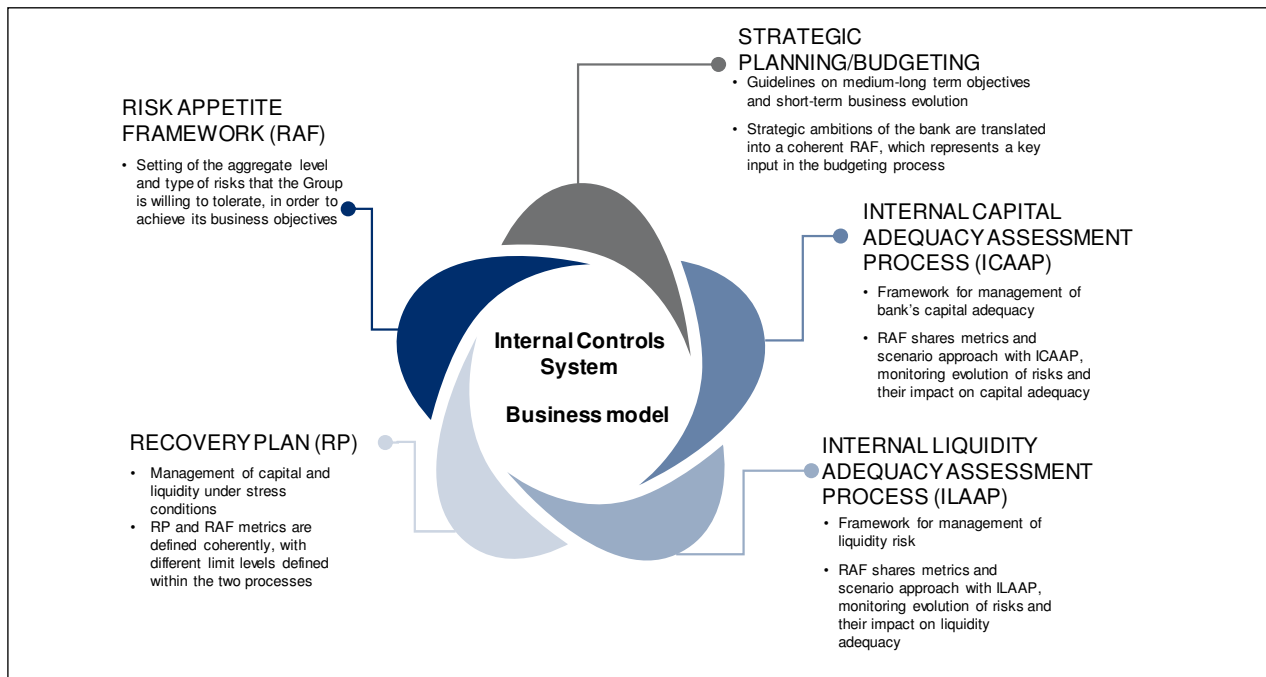 STRATEGIC
PLANNING/BUDGETING
• Guidelines on medium-long term objectives
and short-term business evolution
• Strategic ambitions of the bank are translated
into a coherent RAF, which represents a key
input in the budgeting process
RISK APPETITE
FRAMEWORK (RAF)
• Setting of the aggregate level
and type of risks that the Group
is willing to tolerate, in order to
achieve its business objectives
INTERNAL CAPITAL
ADEQUACY ASSESSMENT
PROCESS (ICAAP)
• Framework for management of
bank's capital adequacy
• RAF shares metrics and
scenario approach with ICAAP,
monitoring evolution of risks and
their impact on capital adequacy
Internal Controls
System
Business model
RECOVERY PLAN (RP)
• Management of capital and
liquidity under stress
conditions
• RP and RAF metrics are
defined coherently, with
different limit levels defined
within the two processes
INTERNAL LIQUIDITY
ADEQUACY ASSESSMENT
PROCESS (ILAAP)
• Framework for management of
liquidity risk
• RAF shares metrics and
scenario approach with ILAAP,
monitoring evolution of risks and
their impact on liquidity
adequacy